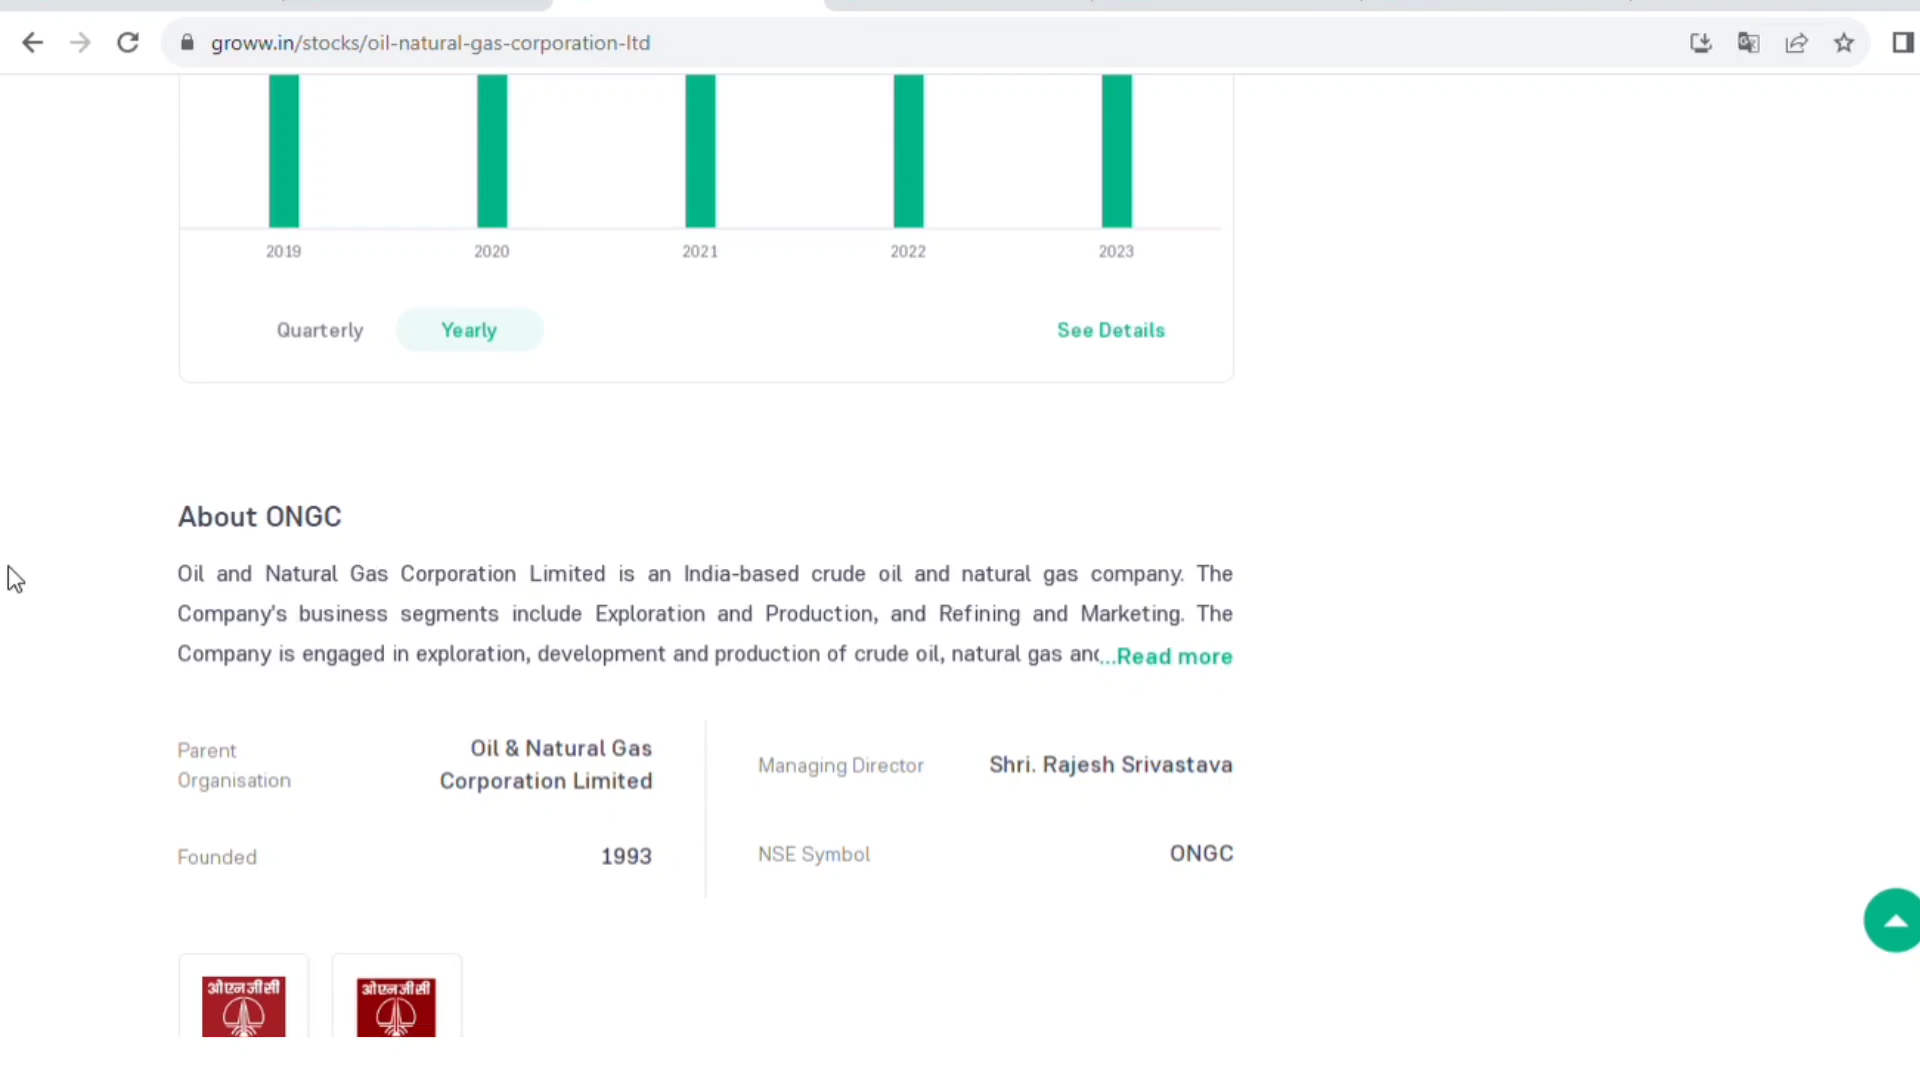 groww.in/stocks/oil-natural-gas-corporation-ltd
2019 2020 2021 2022 2023
Quarterly Yearly See Details
About ONGC
Oil and Natural Gas Corporation Limited is an India-based crude oil and natural gas company. The
Company's business segments include Exploration and Production, and Refining and Marketing. The
Company is engaged in exploration, development and production of crude oil, natural gas and...Read more
Parent
Organisation
Oil & Natural Gas
Corporation Limited
Managing Director Shri. Rajesh Srivastava
Founded 1993
NSE Symbol ONGC
ओएनजीसी ओएनजीसी